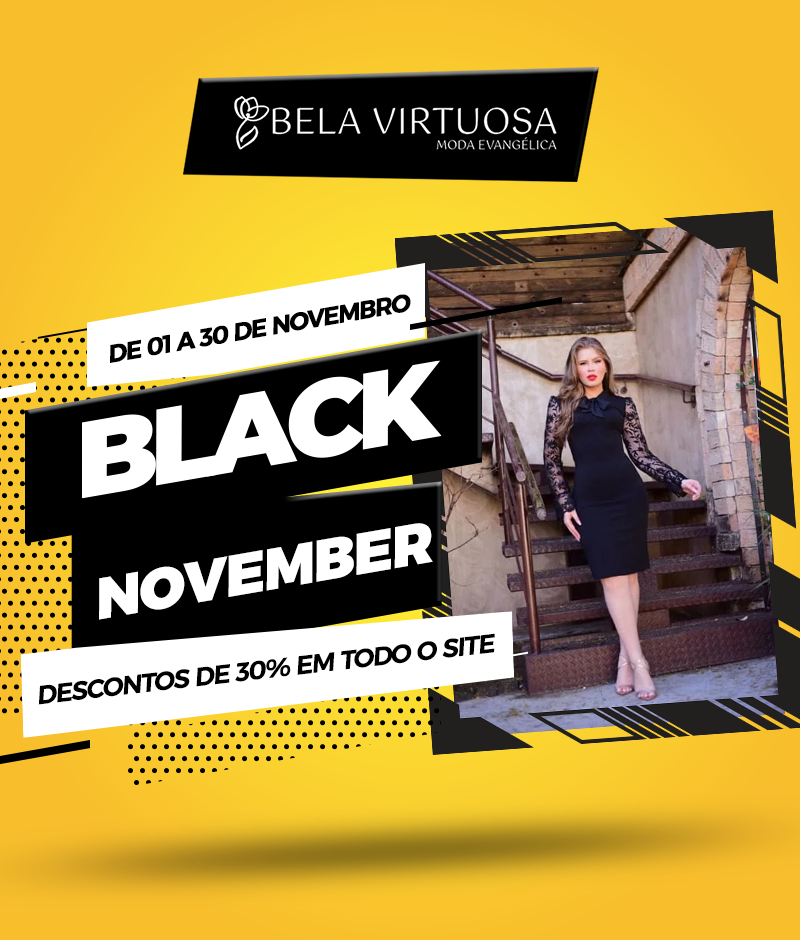 BELA VIRTUOSA
MODA EVANGÉLICA
DE 01 A 30 DE NOVEMBRO
BLACK
NOVEMBER
DESCONTOS DE 30% EM TODO O SITE